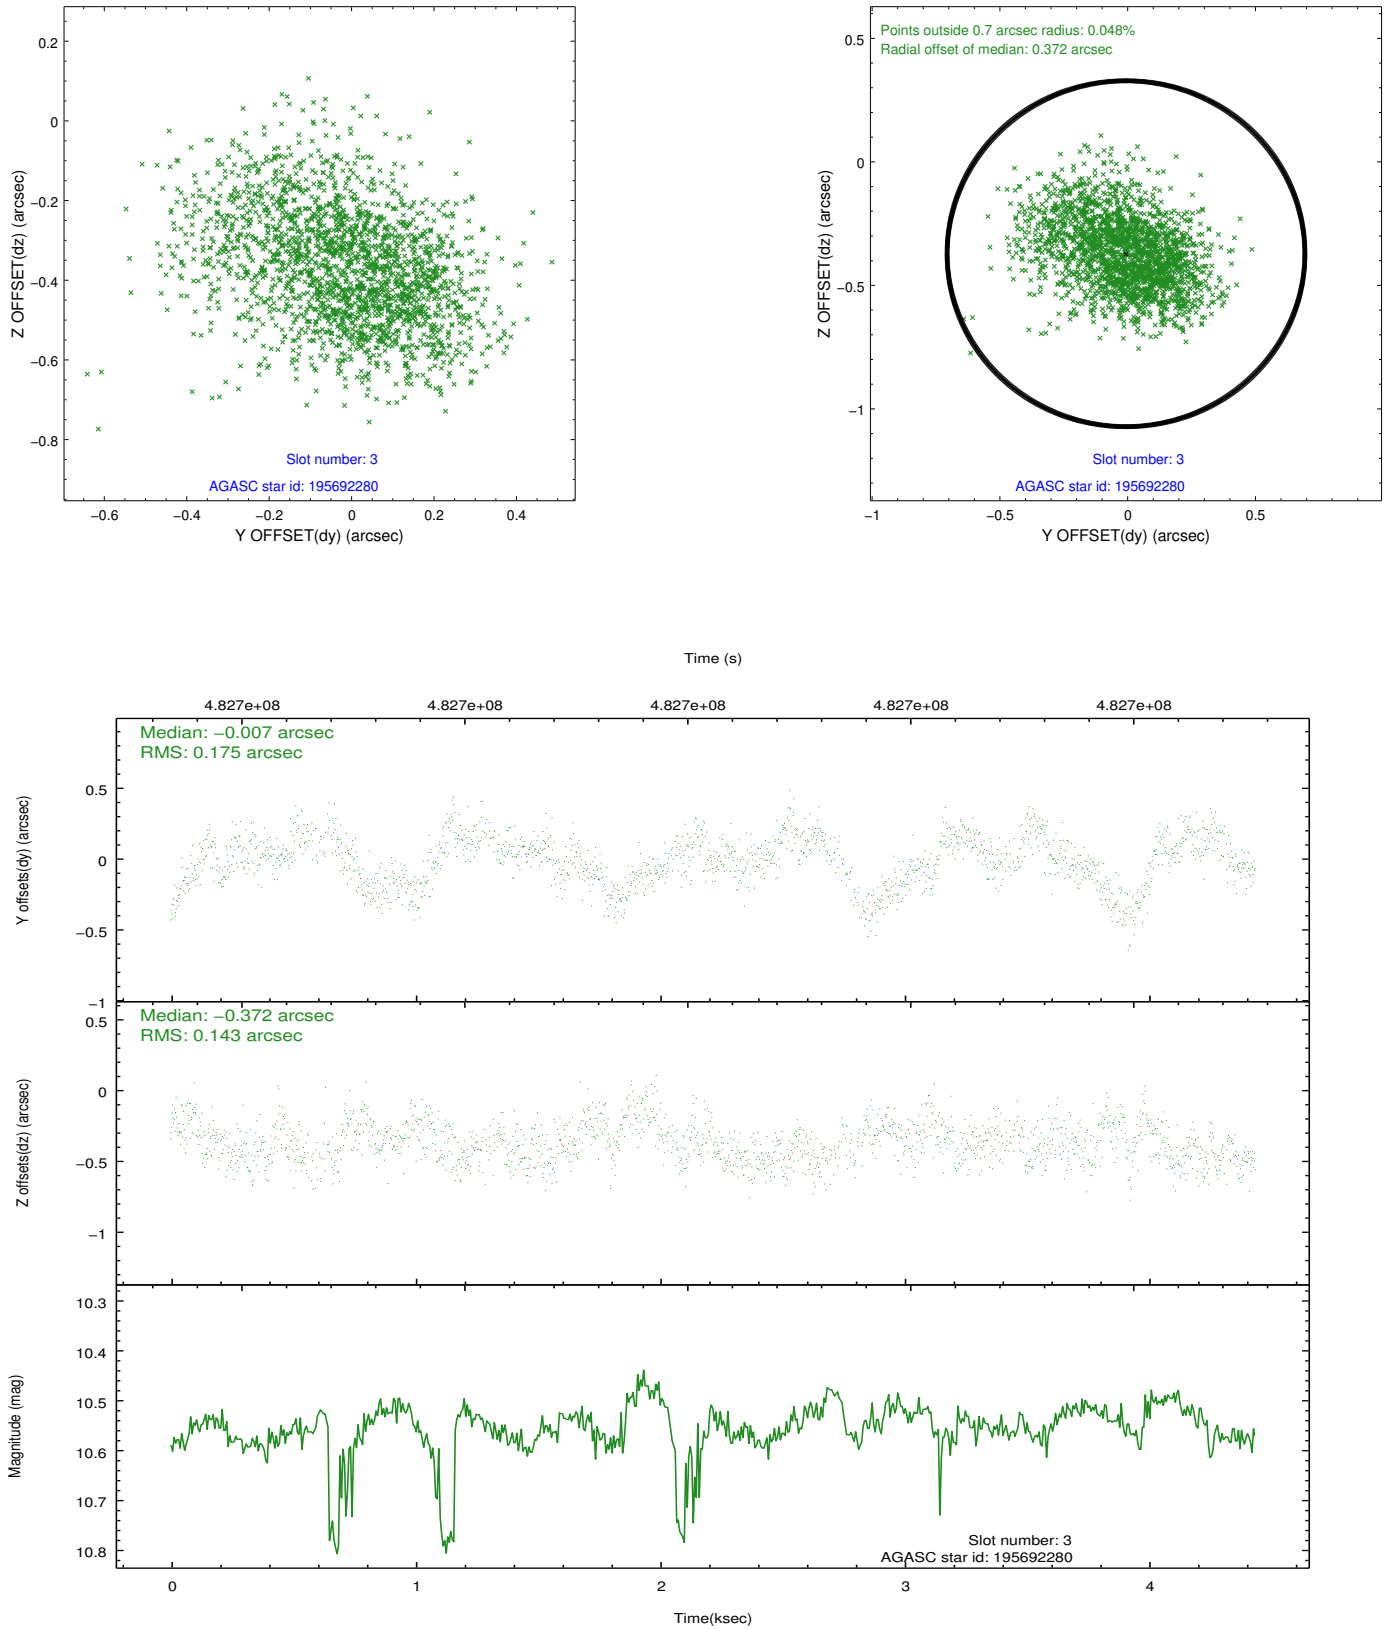 0.2
0
−0.2
−0.4
−0.6
−0.8
Z OFFSET(dz) (arcsec)
Slot number: 3
AGASC star id: 195692280
−0.6 −0.4 −0.2 0 0.2 0.4
Y OFFSET(dy) (arcsec)
Points outside 0.7 arcsec radius: 0.048%
Radial offset of median: 0.372 arcsec
0.5
0
−0.5
−1
Z OFFSET(dz) (arcsec)
Slot number: 3
AGASC star id: 195692280
−1 −0.5 0 0.5
Y OFFSET(dy) (arcsec)
Time (s)
4.827e+08 4.827e+08 4.827e+08 4.827e+08 4.827e+08
Median: −0.007 arcsec
RMS: 0.175 arcsec
0.5
0
−0.5
−1
Y offsets(dy) (arcsec)
Median: −0.372 arcsec
RMS: 0.143 arcsec
0.5
0
−0.5
−1
Z offsets(dz) (arcsec)
10.3
10.4
10.5
10.6
10.7
10.8
Magnitude (mag)
Slot number: 3
AGASC star id: 195692280
0 1 2 3 4
Time(ksec)